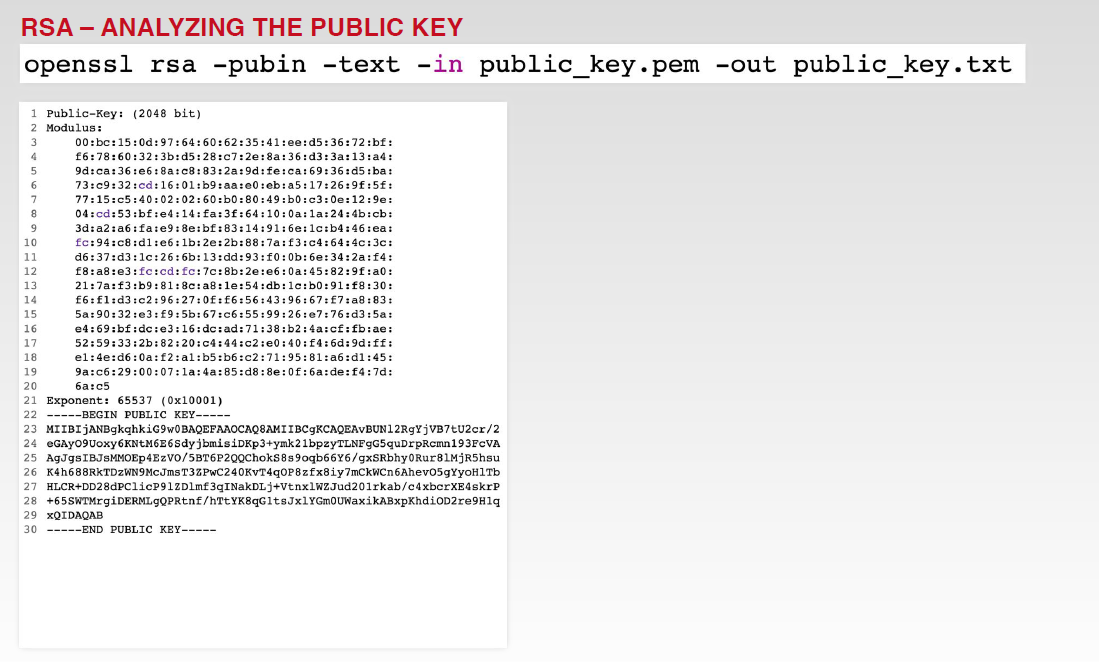 RSA – ANALYZING THE PUBLIC KEY
openssl rsa -pubin -text -in public_key.pem -out public_key.txt
1 Public-Key: (2048 bit)
2 Modulus:
3 00:bc:15:0d:97:64:60:62:35:41:ee:d5:36:72:bf:
4 f6:78:60:32:3b:d5:28:c7:2e:8a:36:d3:3a:13:a4:
5 9d:ca:36:e6:8a:c8:83:2a:9d:fe:ca:69:36:d5:ba:
6 73:c9:32:cd:16:01:b9:aa:e0:eb:a5:17:26:9f:5f:
7 77:15:c5:40:02:02:60:b0:80:49:b0:c3:0e:12:9e:
8 04:cd:53:bf:e4:14:fa:3f:64:10:0a:1a:24:4b:cb:
9 3d:a2:a6:fa:e9:8e:bf:83:14:91:6e:1c:b4:46:ea:
10 fc:94:c8:d1:e6:1b:2e:2b:88:7a:f3:c4:64:4c:3c:
11 d6:37:d3:1c:26:6b:13:dd:93:f0:0b:6e:34:2a:f4:
12 f8:a8:e3:fc:cd:fc:7c:8b:2e:e6:0a:45:82:9f:a0:
13 21:7a:f3:b9:81:8c:a8:1e:54:db:1c:b0:91:f8:30:
14 f6:f1:d3:c2:96:27:0f:f6:56:43:96:67:f7:a8:83:
15 5a:90:32:e3:f9:5b:67:c6:55:99:26:e7:76:d3:5a:
16 e4:69:bf:dc:e3:16:dc:ad:71:38:b2:4a:cf:fb:ae:
17 52:59:33:2b:82:20:c4:44:c2:e0:40:f4:6d:9d:ff:
18 e1:4e:d6:0a:f2:a1:b5:b6:c2:71:95:81:a6:d1:45:
19 9a:c6:29:00:07:1a:4a:85:d8:8e:0f:6a:de:f4:7d:
20 6a:c5
21 Exponent: 65537 (0x10001)
22 -----BEGIN PUBLIC KEY-----
23 MIIBIjANBgkqhkiG9w0BAQEFAAOCAQ8AMIIBCgKCAQEAvBUNl2RgYjVB7tU2cr/2
24 eGAyO9Uoxy6KNtM6E6Sdyjbmisi​DKp3+ymk21bpzyTLNFgG5quDrpRcmn193FcVA
25 AgJgsIBJsMMOEp4EzVO/5BT6P2QQChokS8s9oqb66Y6/gxSRbhy0Rur8lMjR5hsu
26 K4h688RkTDzWN9McJmsT3ZPwC240KvT4qOP8zfx8iy7mCkWCn6AhevO5gYyoHlTb
27 HLCR+DD28dPClicP9lZDlmf3qINakDLj+VtnxlWZJud201rkab/c4xbcrXE4skrP
28 +65SWTMrgiDERMLgQPRtnf/hTtYK8qG1tsJxlYGm0UWaxikABxpKhdiOD2re9H1q
29 xQIDAQAB
30 -----END PUBLIC KEY-----